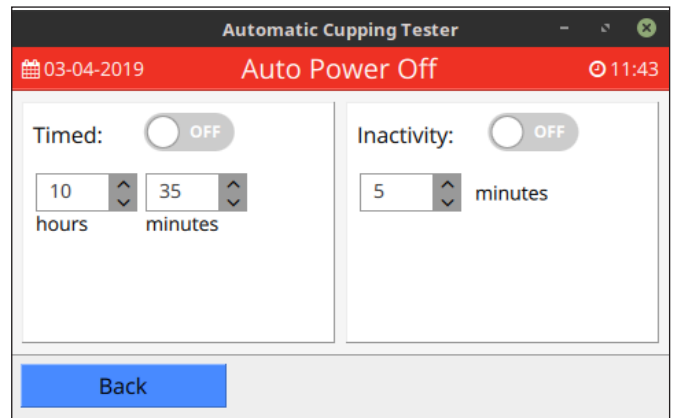 Automatic Cupping Tester
03-04-2019 Auto Power Off 11:43
Timed: OFF
10 35
hours minutes
Inactivity: OFF
5 minutes
Back